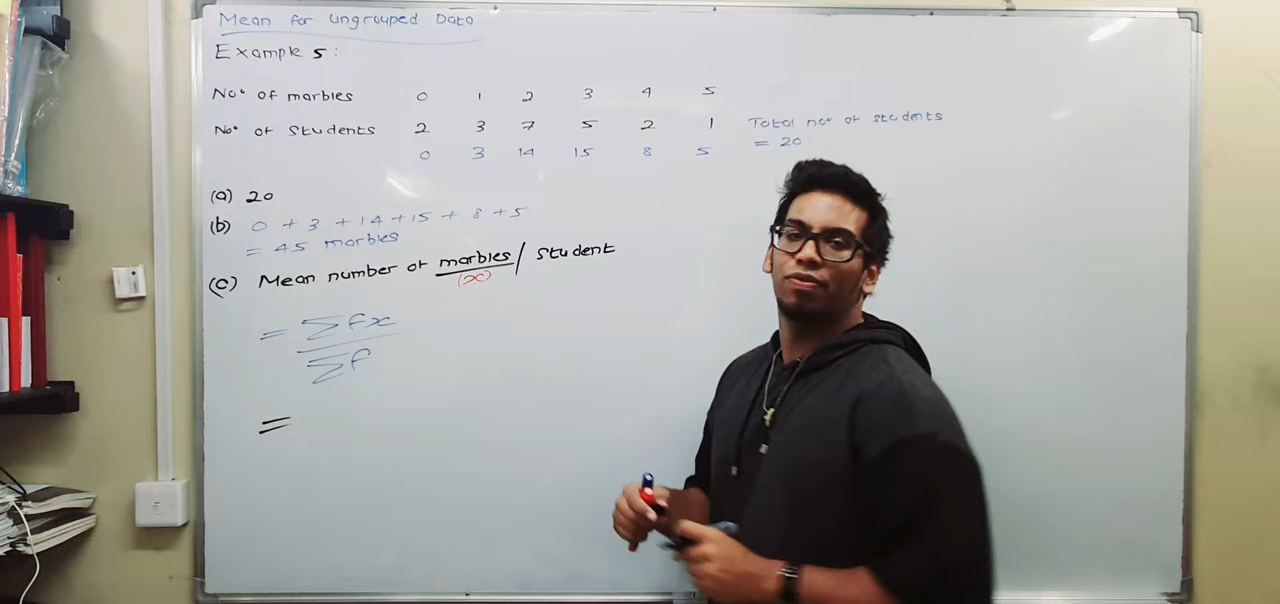 Mean for ungrouped Data
Example 5:
No. of marbles 0 1 2 3 4 5
No. of Students 2 3 7 5 2 1 Total no. of students
0 3 14 15 8 5 = 20
(a) 20
(b) 0 + 3 + 14 + 15 + 8 + 5
= 45 marbles
(c) Mean number of marbles / student
(x)
= ∑fx
∑f
=